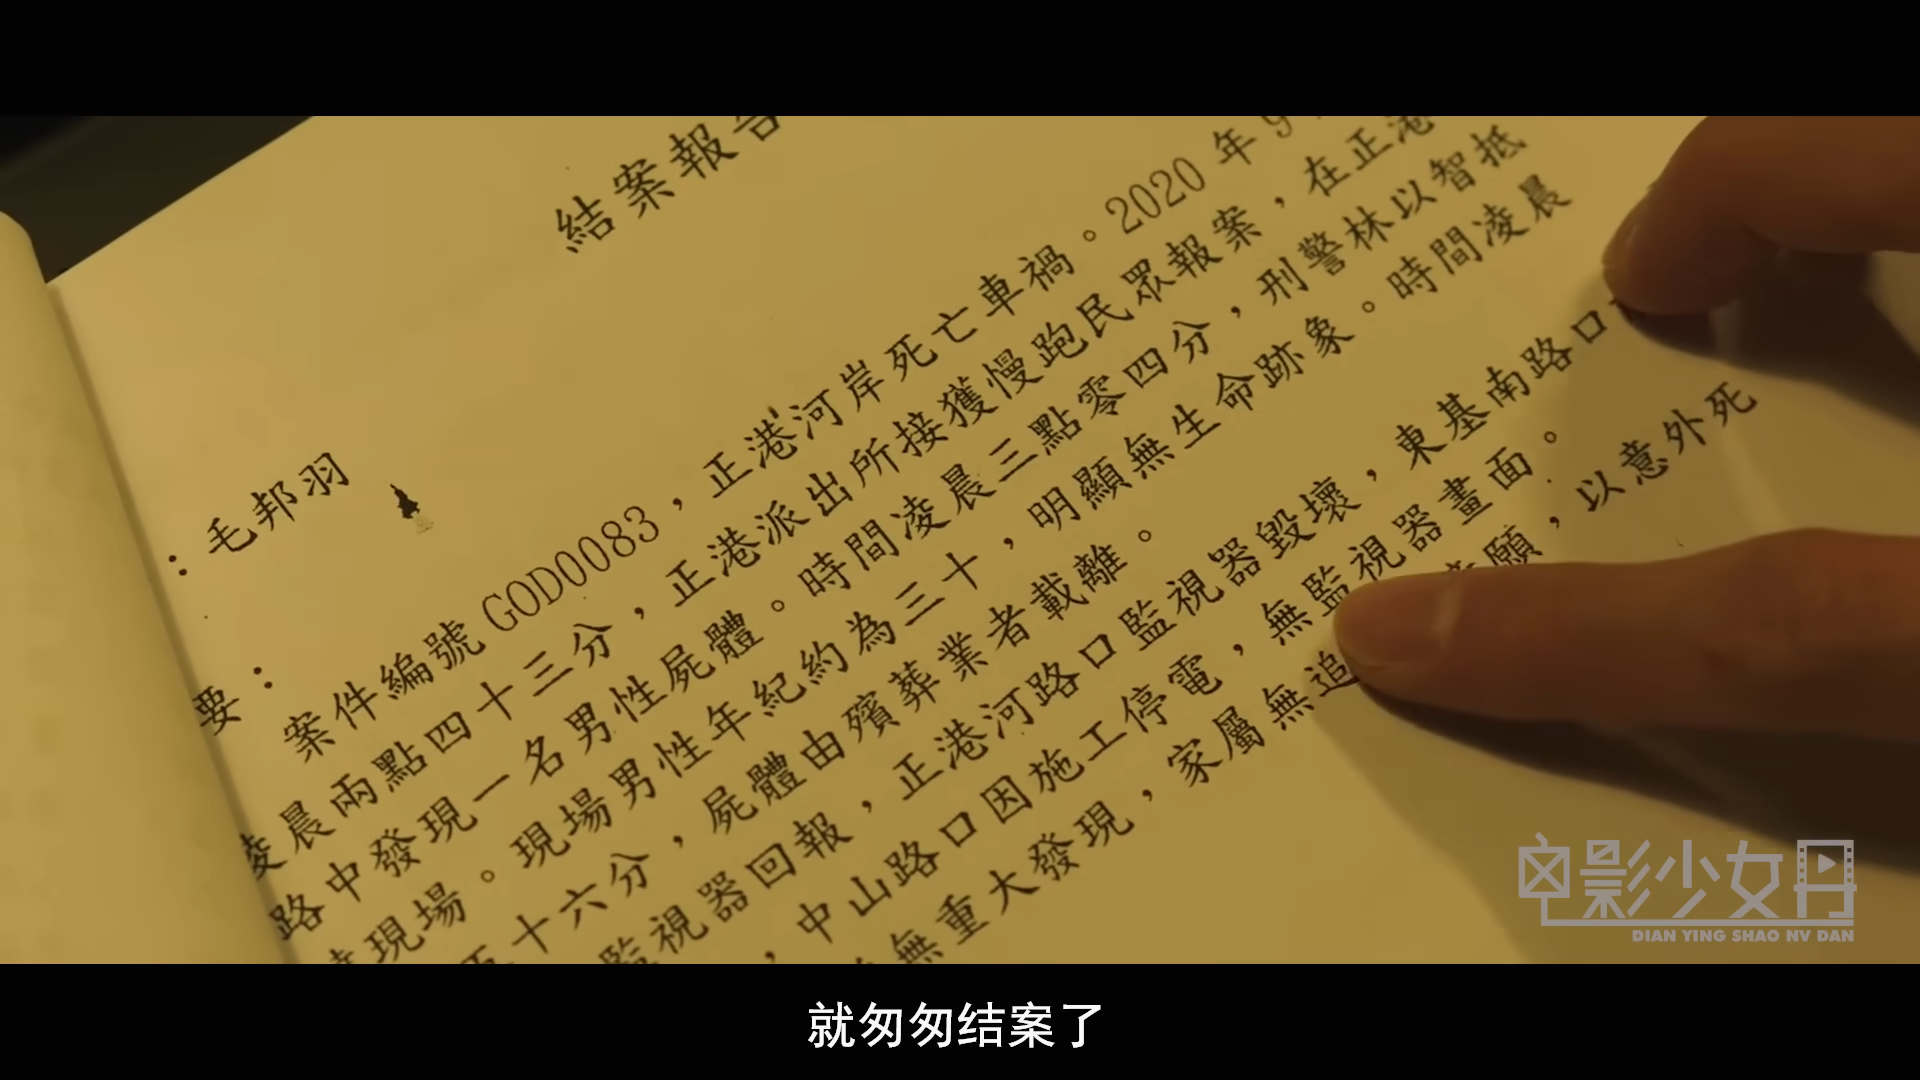 結案報告
：毛邦羽
要：
案件編號GOD0083，正港河岸死亡車禍。2020年9
凌晨兩點四十三分，正港派出所接獲慢跑民眾報案，在正港
路中發現一名男性屍體。時間凌晨三點零四分，刑警林以智抵
達現場。現場男性年紀約為三十，明顯無生命跡象。時間凌晨
五十六分，屍體由殯葬業者載離。
監視器回報，正港河路口監視器毀壞，東基南路口
，中山路口因施工停電，無監視器畫面。
無重大發現，家屬無追 意願，以意外死
电影少女丹
DIAN YING SHAO NV DAN
就匆匆结案了